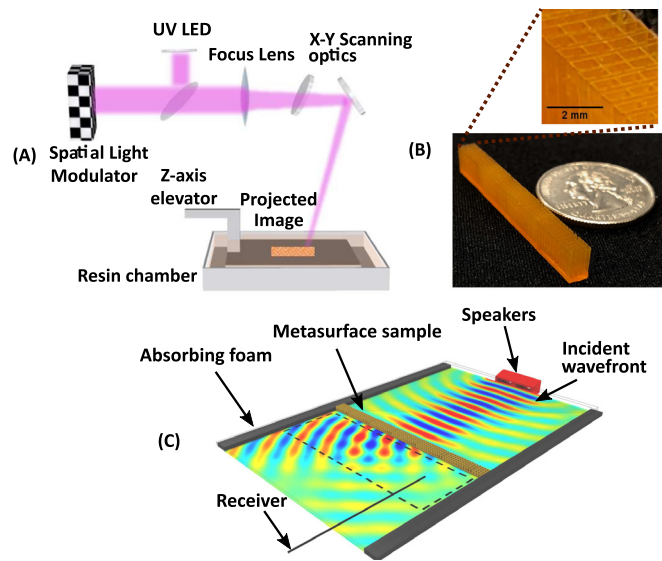 UV LED
X-Y Scanning
optics
Focus Lens
(A)
Spatial Light
Modulator
Z-axis
elevator
Projected
Image
Resin chamber
(B)
2 mm
Speakers
Metasurface sample
Incident
wavefront
Absorbing foam
(C)
Receiver